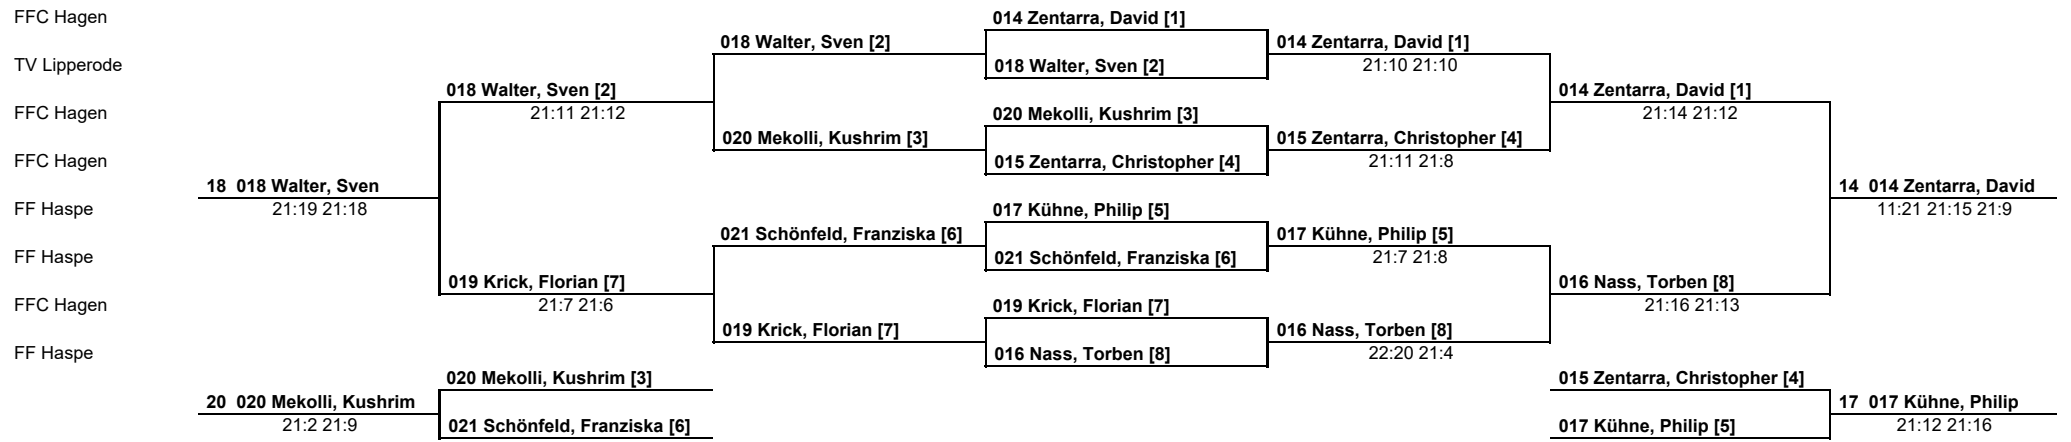 FFC Hagen
014 Zentarra, David [1]
018 Walter, Sven [2]
014 Zentarra, David [1]
TV Lipperode
018 Walter, Sven [2]
21:10 21:10
018 Walter, Sven [2]
014 Zentarra, David [1]
FFC Hagen
21:11 21:12
020 Mekolli, Kushrim [3]
21:14 21:12
020 Mekolli, Kushrim [3]
015 Zentarra, Christopher [4]
FFC Hagen
015 Zentarra, Christopher [4]
21:11 21:8
18 018 Walter, Sven
14 014 Zentarra, David
FF Haspe
21:19 21:18
017 Kühne, Philip [5]
11:21 21:15 21:9
021 Schönfeld, Franziska [6]
017 Kühne, Philip [5]
FF Haspe
021 Schönfeld, Franziska [6]
21:7 21:8
019 Krick, Florian [7]
016 Nass, Torben [8]
FFC Hagen
21:7 21:6
019 Krick, Florian [7]
21:16 21:13
019 Krick, Florian [7]
016 Nass, Torben [8]
FF Haspe
016 Nass, Torben [8]
22:20 21:4
020 Mekolli, Kushrim [3]
015 Zentarra, Christopher [4]
20 020 Mekolli, Kushrim
17 017 Kühne, Philip
21:2 21:9
021 Schönfeld, Franziska [6]
017 Kühne, Philip [5]
21:12 21:16